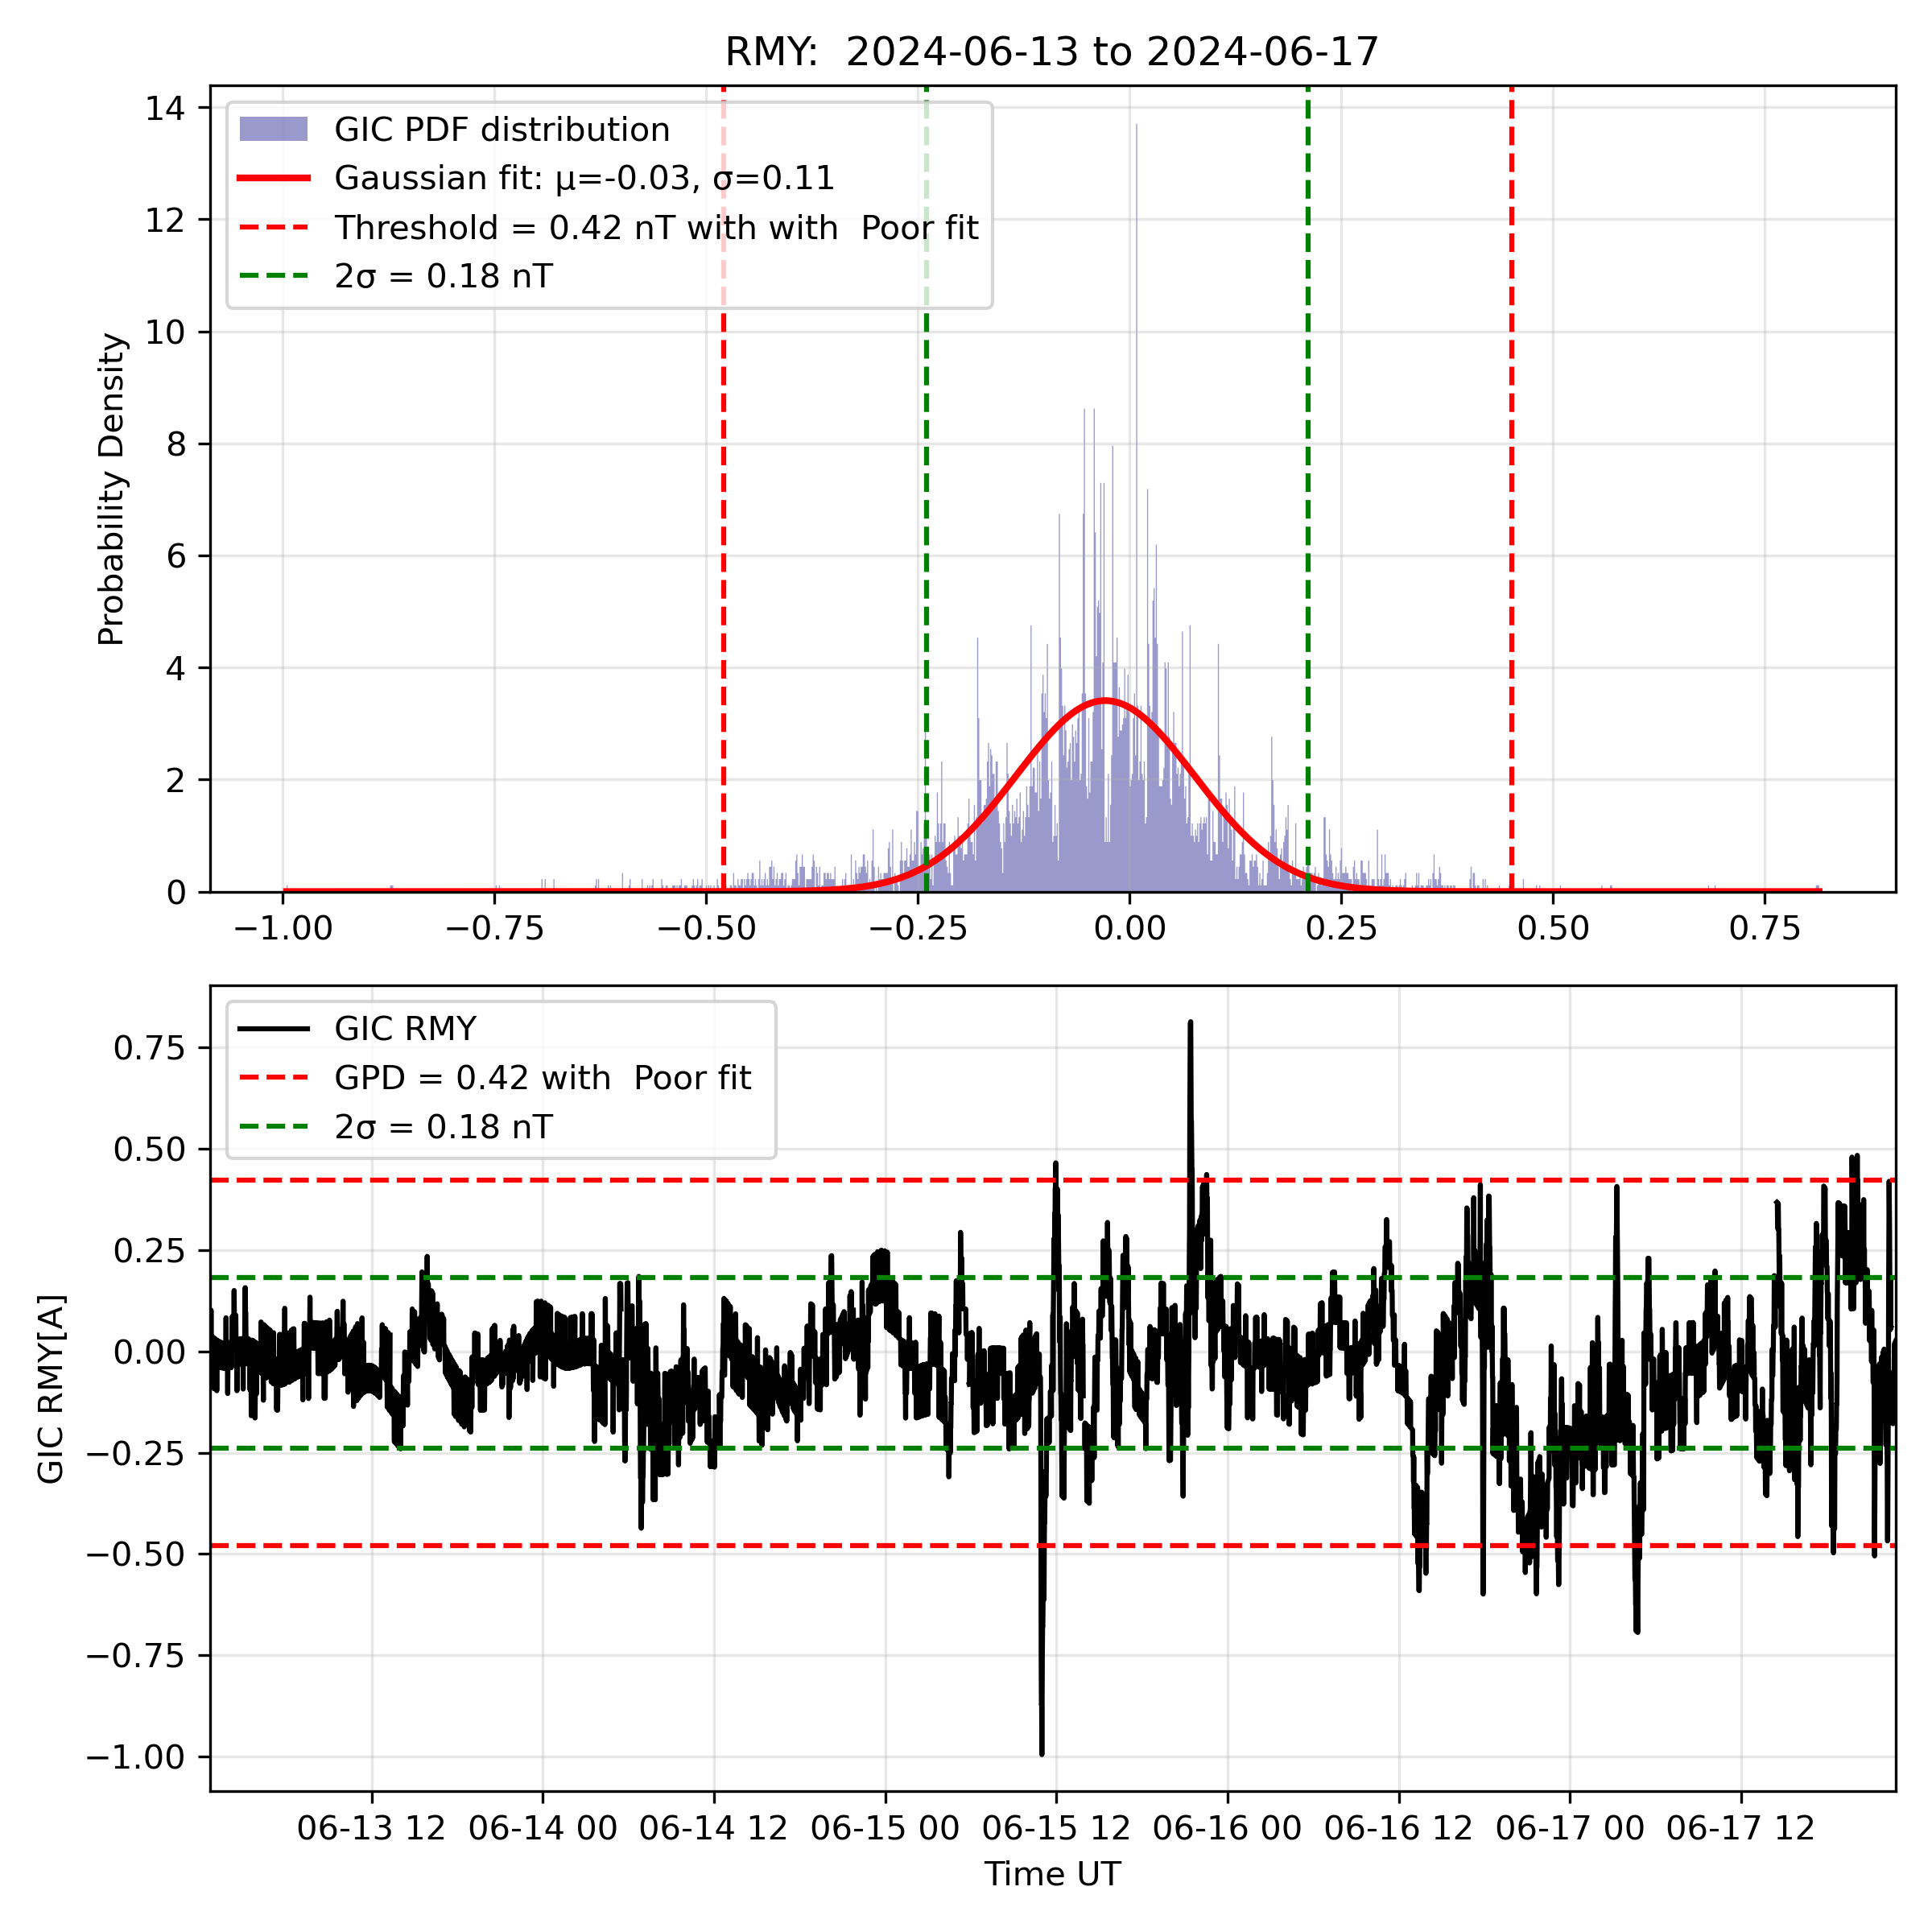 RMY:  2024-06-13 to 2024-06-17
14
12
10
8
6
4
2
0
Probability Density
GIC PDF distribution
Gaussian fit: μ=-0.03, σ=0.11
Threshold = 0.42 nT with with  Poor fit
2σ = 0.18 nT
−1.00 −0.75 −0.50 −0.25 0.00 0.25 0.50 0.75
0.75
0.50
0.25
0.00
−0.25
−0.50
−0.75
−1.00
GIC RMY[A]
GIC RMY
GPD = 0.42 with  Poor fit
2σ = 0.18 nT
06-13 12 06-14 00 06-14 12 06-15 00 06-15 12 06-16 00 06-16 12 06-17 00 06-17 12
Time UT